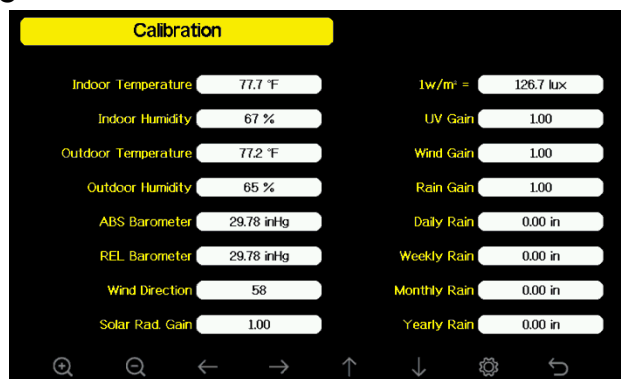 Calibration
Indoor Temperature 77.7 °F
Indoor Humidity 67 %
Outdoor Temperature 77.2 °F
Outdoor Humidity 65 %
ABS Barometer 29.78 inHg
REL Barometer 29.78 inHg
Wind Direction 58
Solar Rad. Gain 1.00
1w/m² = 126.7 lux
UV Gain 1.00
Wind Gain 1.00
Rain Gain 1.00
Daily Rain 0.00 in
Weekly Rain 0.00 in
Monthly Rain 0.00 in
Yearly Rain 0.00 in